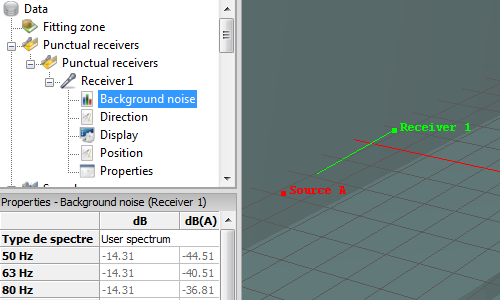 Data
Fitting zone
Punctual receivers
Punctual receivers
Receiver 1
Background noise
Direction
Display
Position
Properties
Receiver 1
Source A
Properties - Background noise (Receiver 1)
dB dB(A)
Type de spectre User spectrum
50 Hz -14.31 -44.51
63 Hz -14.31 -40.51
80 Hz -14.31 -36.81